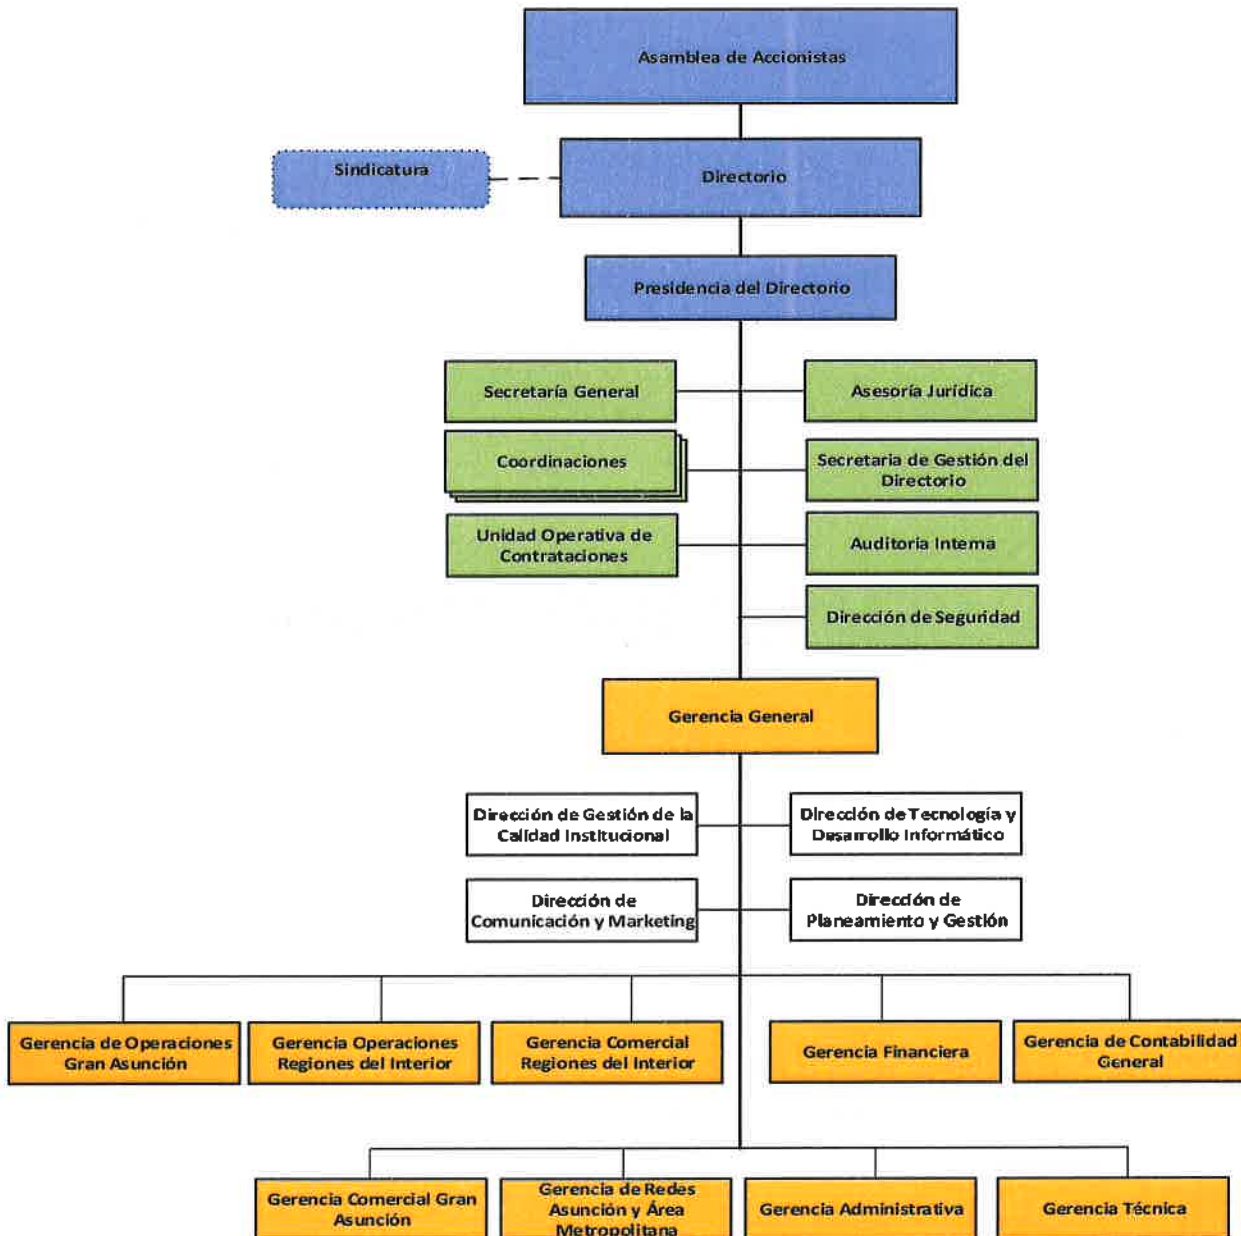 Asamblea de Accionistas
Sindicatura
Directorio
Presidencia del Directorio
Secretaría General
Asesoría Jurídica
Coordinaciones
Secretaria de Gestión del
Directorio
Unidad Operativa de
Contrataciones
Auditoría Interna
Dirección de Seguridad
Gerencia General
Dirección de Gestión de la
Calidad Institucional
Dirección de Tecnología y
Desarrollo Informático
Dirección de
Comunicación y Marketing
Dirección de
Planeamiento y Gestión
Gerencia de Operaciones
Gran Asunción
Gerencia Operaciones
Regiones del Interior
Gerencia Comercial
Regiones del Interior
Gerencia Financiera
Gerencia de Contabilidad
General
Gerencia Comercial Gran
Asunción
Gerencia de Redes
Asunción y Área
Metropolitana
Gerencia Administrativa
Gerencia Técnica